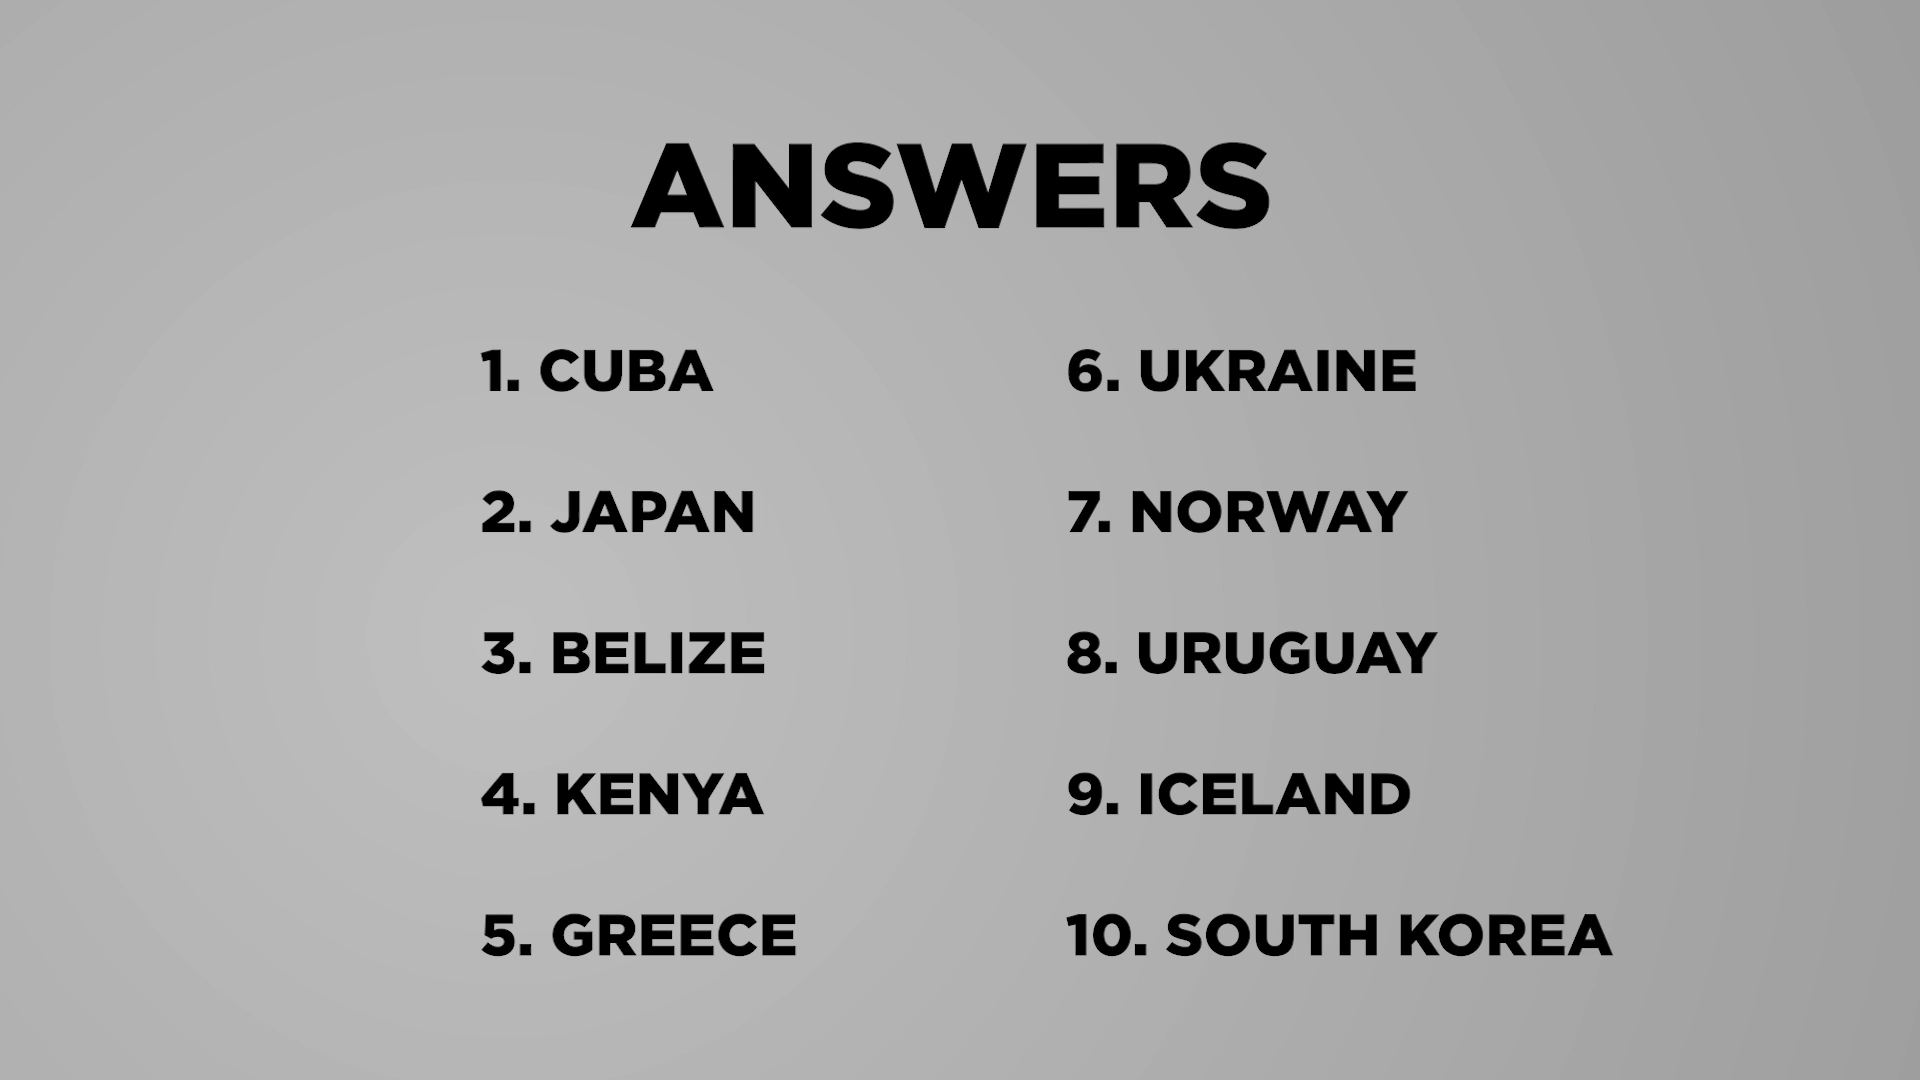 ANSWERS
1. CUBA
2. JAPAN
3. BELIZE
4. KENYA
5. GREECE
6. UKRAINE
7. NORWAY
8. URUGUAY
9. ICELAND
10. SOUTH KOREA